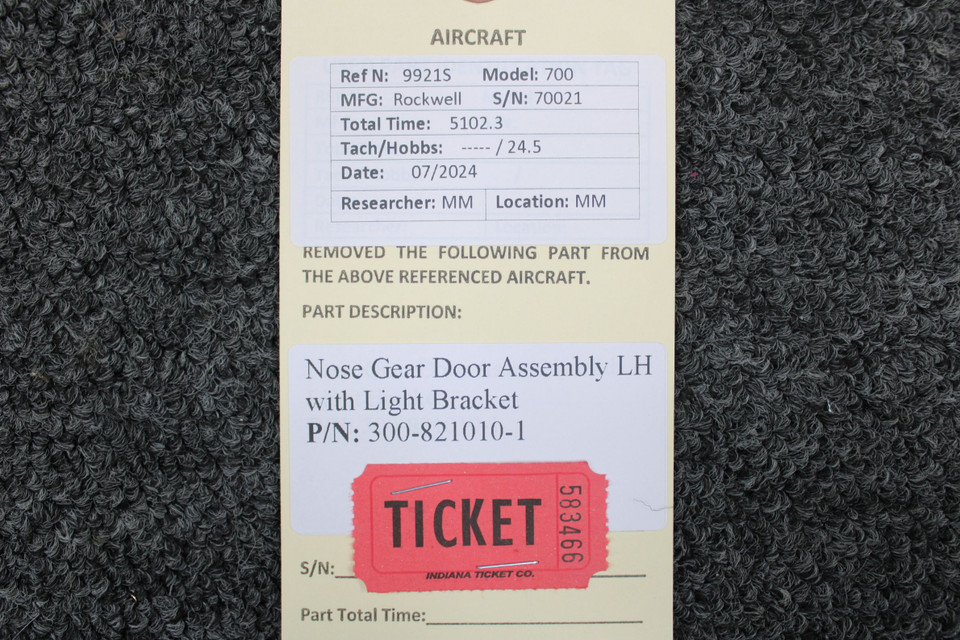 AIRCRAFT
Ref N: 9921S Model: 700
MFG: Rockwell S/N: 70021
Total Time: 5102.3
Tach/Hobbs: ----- / 24.5
Date: 07/2024
Researcher: MM Location: MM
REMOVED THE FOLLOWING PART FROM
THE ABOVE REFERENCED AIRCRAFT.
PART DESCRIPTION:
Nose Gear Door Assembly LH
with Light Bracket
P/N: 300-821010-1
TICKET
583466
INDIANA TICKET CO.
S/N:
Part Total Time: